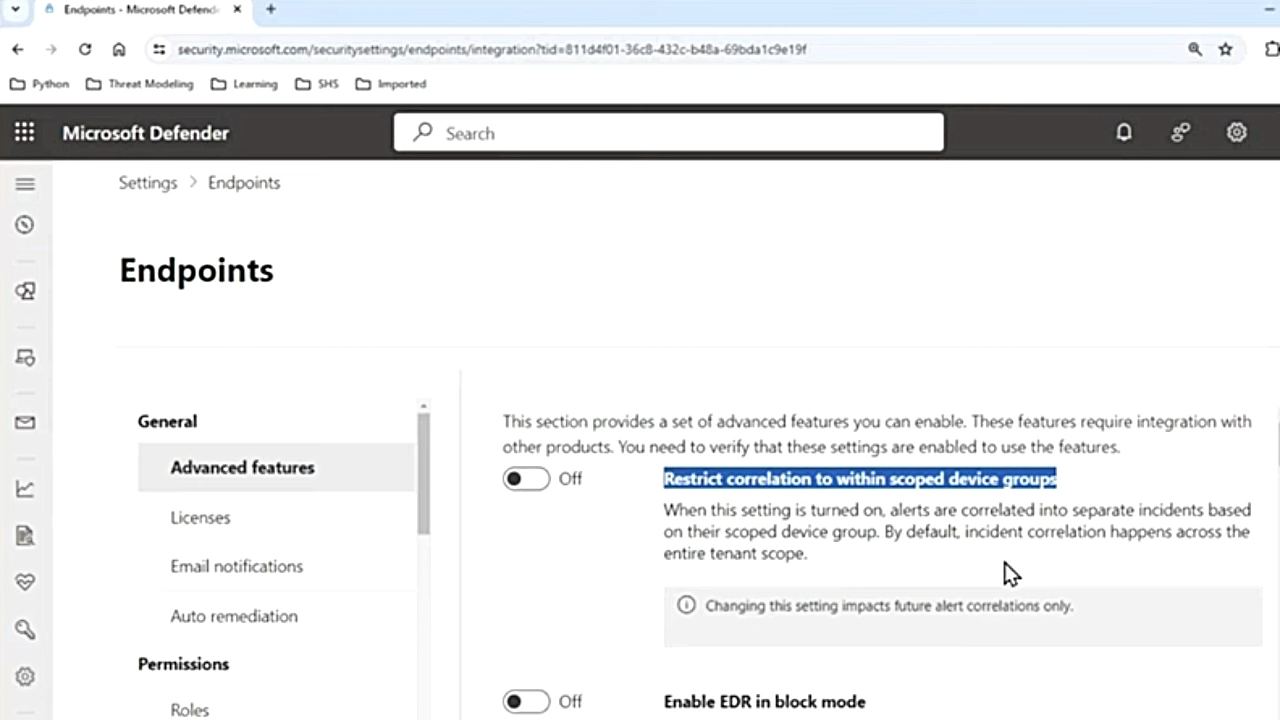 Endpoints - Microsoft Defend
security.microsoft.com/securitysettings/endpoints/integration?tid=811d4f01-36c8-432c-b48a-69bda1c9e19f
Python
Threat Modeling
Learning
SHS
Imported
Microsoft Defender
Search
Settings > Endpoints
Endpoints
General
Advanced features
Licenses
Email notifications
Auto remediation
Permissions
Roles
This section provides a set of advanced features you can enable. These features require integration with
other products. You need to verify that these settings are enabled to use the features.
Off
Restrict correlation to within scoped device groups
When this setting is turned on, alerts are correlated into separate incidents based
on their scoped device group. By default, incident correlation happens across the
entire tenant scope.
Changing this setting impacts future alert correlations only.
Off
Enable EDR in block mode